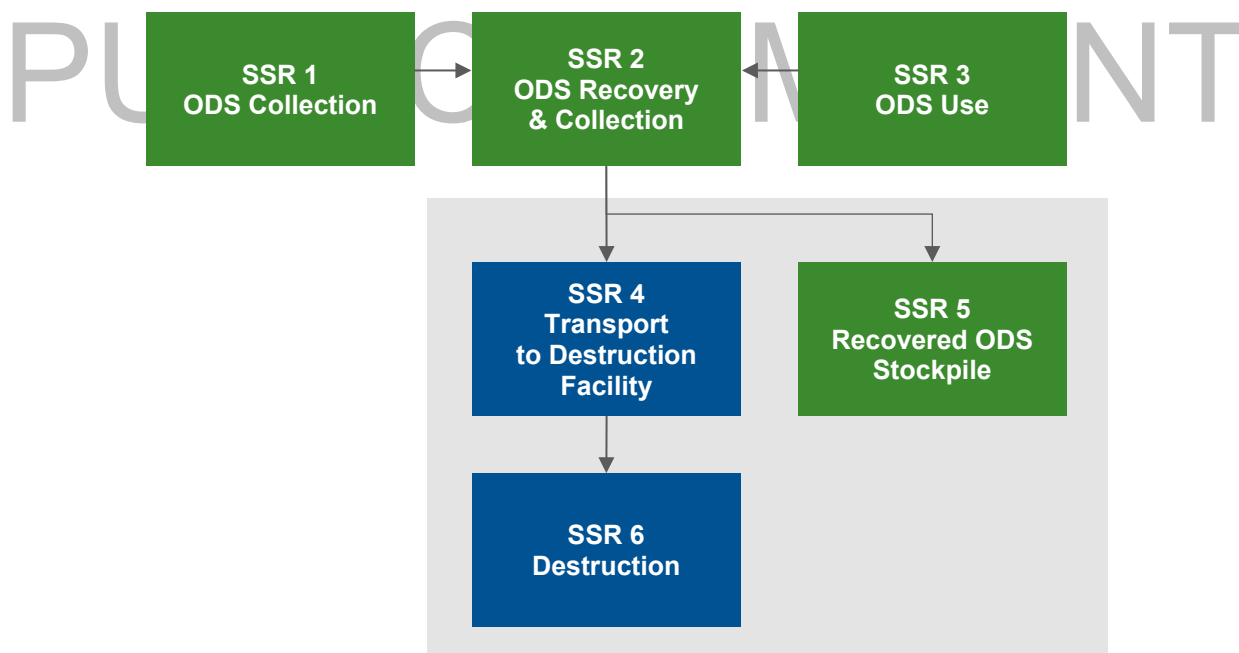 SSR 1
ODS Collection
SSR 2
ODS Recovery
& Collection
SSR 3
ODS Use
SSR 4
Transport
to Destruction
Facility
SSR 5
Recovered ODS
Stockpile
SSR 6
Destruction